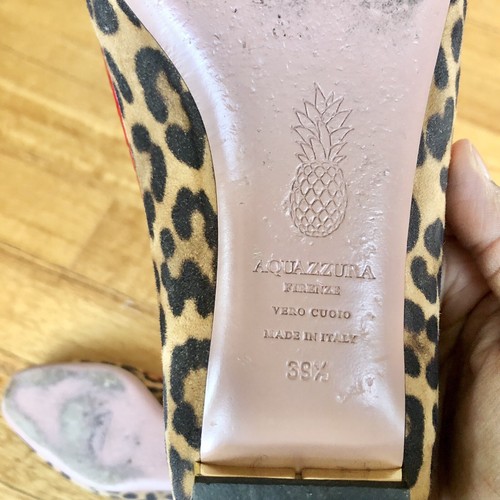 AQUAZZURA
FIRENZE
VERO CUOIO
MADE IN ITALY
39½